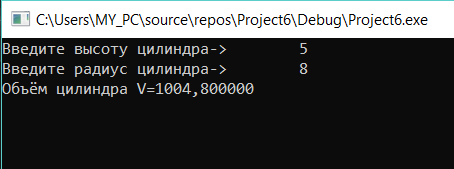 C:\Users\MY_PC\source\repos\Project6\Debug\Project6.exe
Введите высоту цилиндра-> 5
Введите радиус цилиндра-> 8
Объём цилиндра V=1004,800000